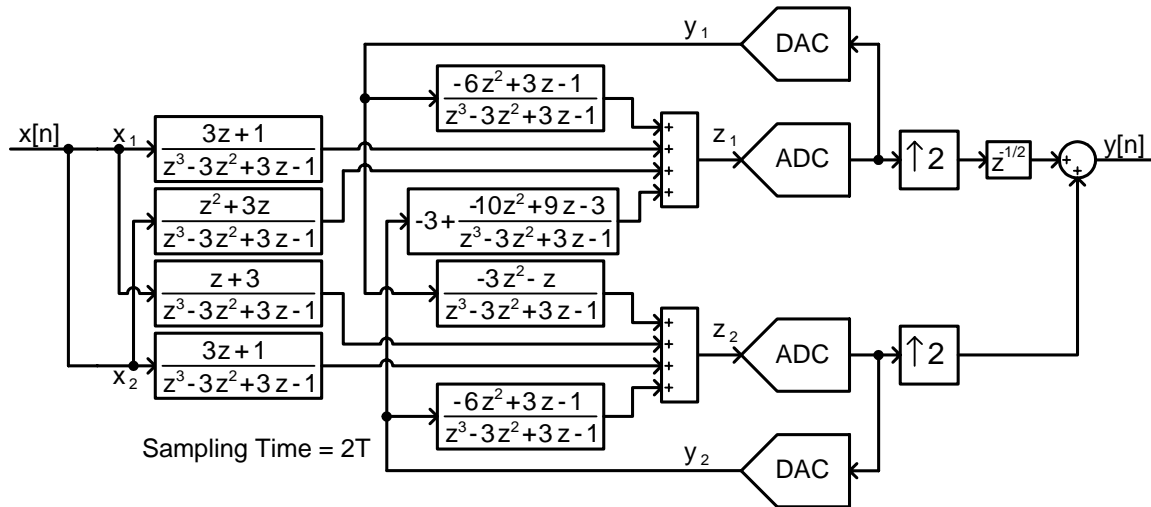 y₁
DAC
-6z²+3z-1
z³-3z²+3z-1
x[n]
x₁
3z+1
z³-3z²+3z-1
+
+
+
+
z₁
ADC
↑2
z⁻¹/²
+
+
y[n]
z²+3z
z³-3z²+3z-1
-3+
-10z²+9z-3
z³-3z²+3z-1
z+3
z³-3z²+3z-1
-3z²-z
z³-3z²+3z-1
x₂
3z+1
z³-3z²+3z-1
+
+
+
+
z₂
ADC
↑2
-6z²+3z-1
z³-3z²+3z-1
Sampling Time = 2T
y₂
DAC